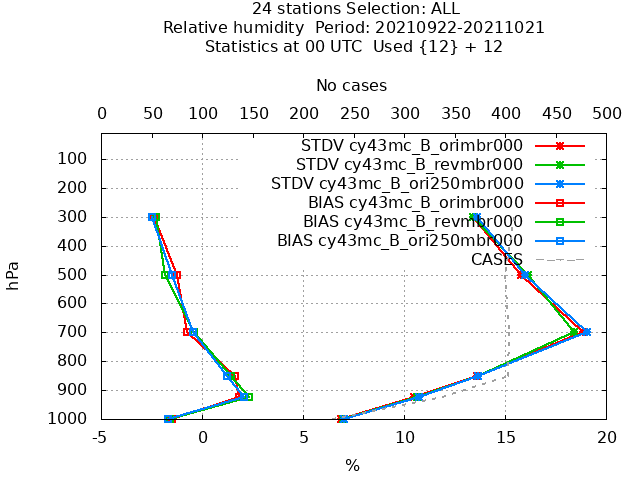 24 stations Selection: ALL
Relative humidity  Period: 20210922-20211021
Statistics at 00 UTC  Used {12} + 12
No cases
0 50 100 150 200 250 300 350 400 450 500
STDV cy43mc_B_orimbr000
STDV cy43mc_B_revmbr000
STDV cy43mc_B_ori250mbr000
BIAS cy43mc_B_orimbr000
BIAS cy43mc_B_revmbr000
BIAS cy43mc_B_ori250mbr000
CASES
hPa
100
200
300
400
500
600
700
800
900
1000
-5 0 5 10 15 20
%